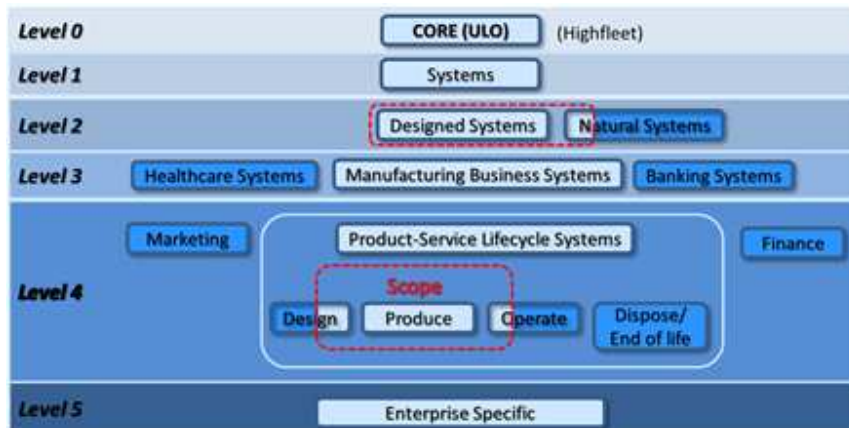 Level 0 CORE (ULO) (Highfleet)
Level 1 Systems
Level 2 Designed Systems Natural Systems
Level 3 Healthcare Systems Manufacturing Business Systems Banking Systems
Marketing Product-Service Lifecycle Systems Finance
Level 4 Scope
Design Produce Operate Dispose/
End of life
Level 5 Enterprise Specific